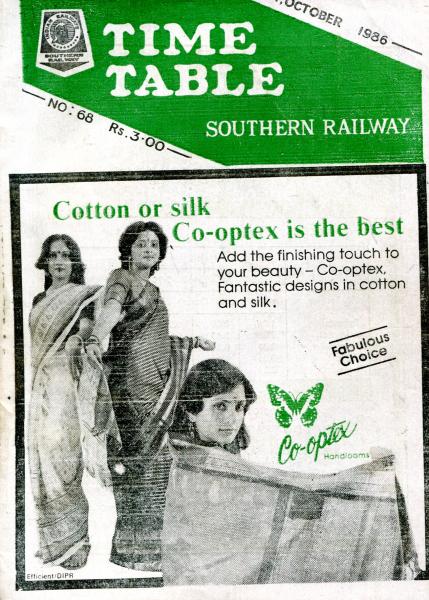 OCTOBER 1986
TIME
TABLE
SOUTHERN
RAILWAY
NO: 68 Rs. 3.00
SOUTHERN RAILWAY
Cotton or silk
Co-optex is the best
Add the finishing touch to
your beauty – Co-optex,
Fantastic designs in cotton
and silk.
Fabulous
Choice
Co-optex
Handlooms
Efficient/DIPR